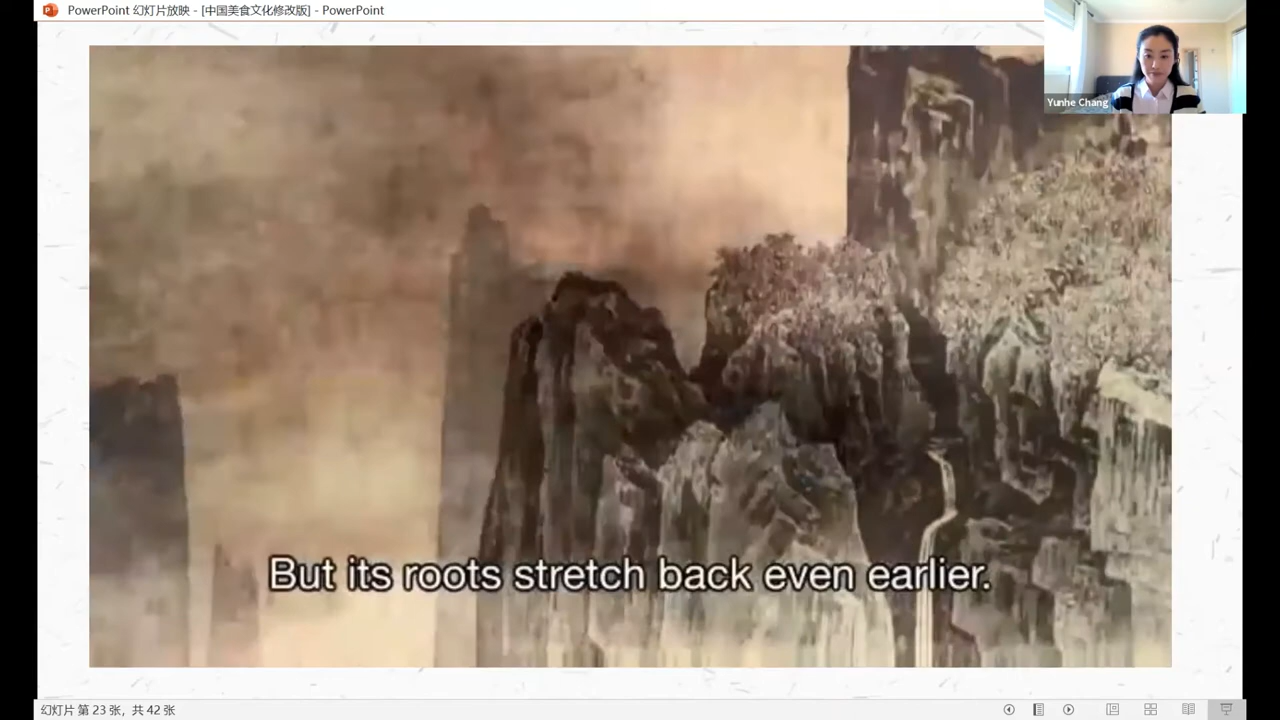 PowerPoint 幻灯片放映 - [中国美食文化修改版] - PowerPoint
Yunhe Chang
But its roots stretch back even earlier.
幻灯片 第 23 张，共 42 张